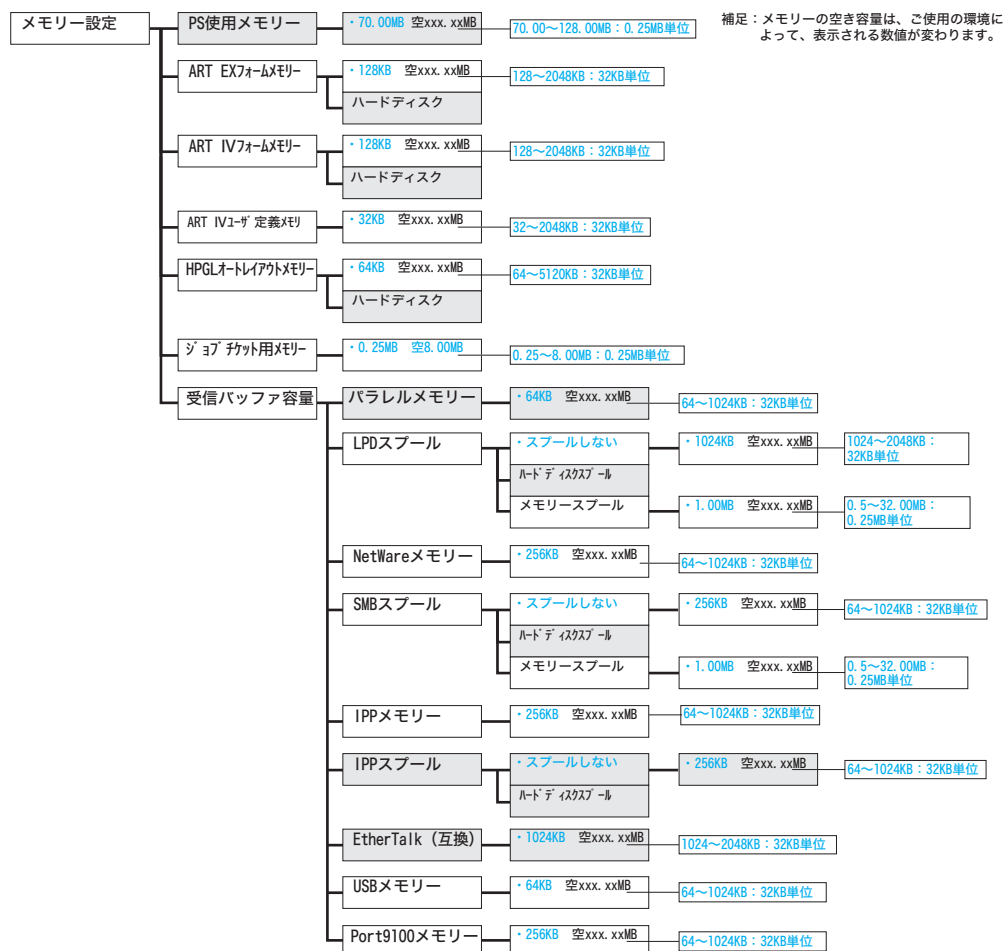 メモリー設定
PS使用メモリー
・70.00MB 空xxx.xxMB
70.00〜128.00MB：0.25MB単位
補足：メモリーの空き容量は、ご使用の環境に
よって、表示される数値が変わります。
ART EXフォームメモリー
・128KB 空xxx.xxMB
128〜2048KB：32KB単位
ハードディスク
ART IVフォームメモリー
・128KB 空xxx.xxMB
128〜2048KB：32KB単位
ハードディスク
ART IVユーザ定義メモリ
・32KB 空xxx.xxMB
32〜2048KB：32KB単位
HPGLオートレイアウトメモリー
・64KB 空xxx.xxMB
64〜5120KB：32KB単位
ハードディスク
ジョブチケット用メモリー
・0.25MB 空8.00MB
0.25〜8.00MB：0.25MB単位
受信バッファ容量
パラレルメモリー
・64KB 空xxx.xxMB
64〜1024KB：32KB単位
LPDスプール
・スプールしない
・1024KB 空xxx.xxMB
1024〜2048KB：
32KB単位
ハードディスクスプール
メモリースプール
・1.00MB 空xxx.xxMB
0.5〜32.00MB：
0.25MB単位
NetWareメモリー
・256KB 空xxx.xxMB
64〜1024KB：32KB単位
SMBスプール
・スプールしない
・256KB 空xxx.xxMB
64〜1024KB：32KB単位
ハードディスクスプール
メモリースプール
・1.00MB 空xxx.xxMB
0.5〜32.00MB：
0.25MB単位
IPPメモリー
・256KB 空xxx.xxMB
64〜1024KB：32KB単位
IPPスプール
・スプールしない
・256KB 空xxx.xxMB
64〜1024KB：32KB単位
ハードディスクスプール
EtherTalk（互換）
・1024KB 空xxx.xxMB
1024〜2048KB：32KB単位
USBメモリー
・64KB 空xxx.xxMB
64〜1024KB：32KB単位
Port9100メモリー
・256KB 空xxx.xxMB
64〜1024KB：32KB単位